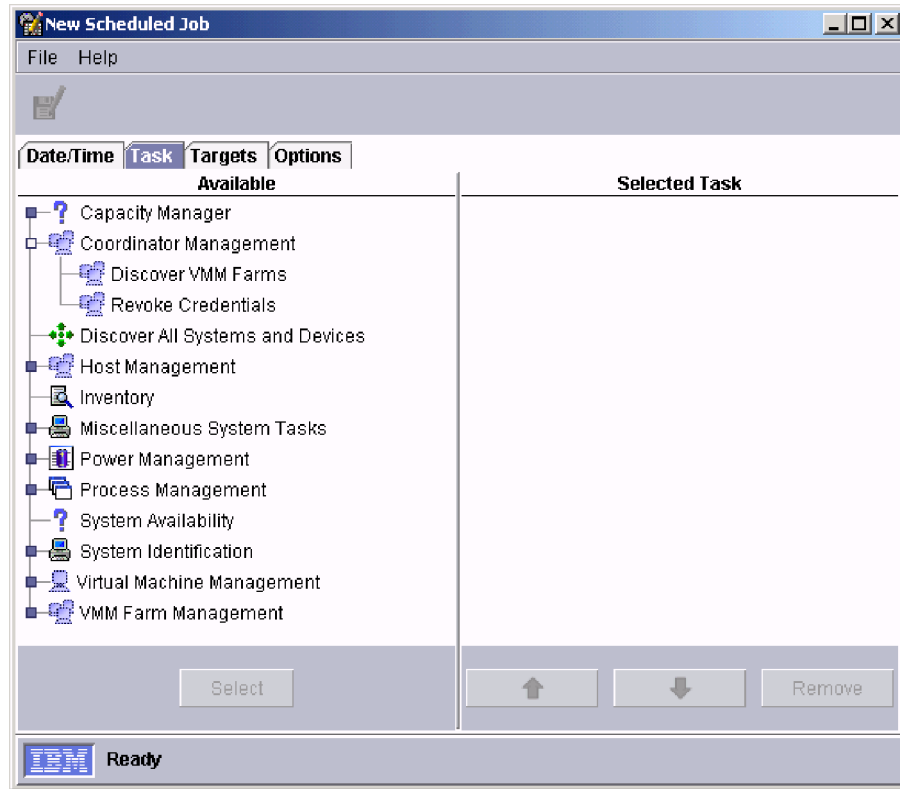 New Scheduled Job
File Help
Date/Time Task Targets Options
Available Selected Task
? Capacity Manager
Coordinator Management
Discover VMM Farms
Revoke Credentials
Discover All Systems and Devices
Host Management
Inventory
Miscellaneous System Tasks
Power Management
Process Management
? System Availability
System Identification
Virtual Machine Management
VMM Farm Management
Select Remove
IBM Ready